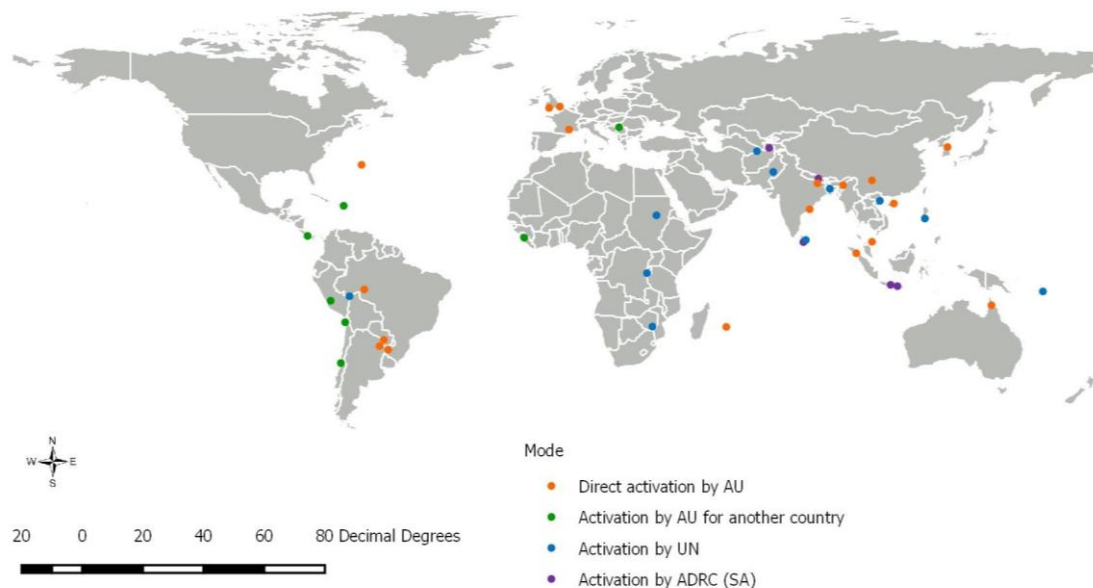 Mode
N
W E
S
Direct activation by AU
Activation by AU for another country
20 0 20 40 60 80 Decimal Degrees
Activation by UN
Activation by ADRC (SA)